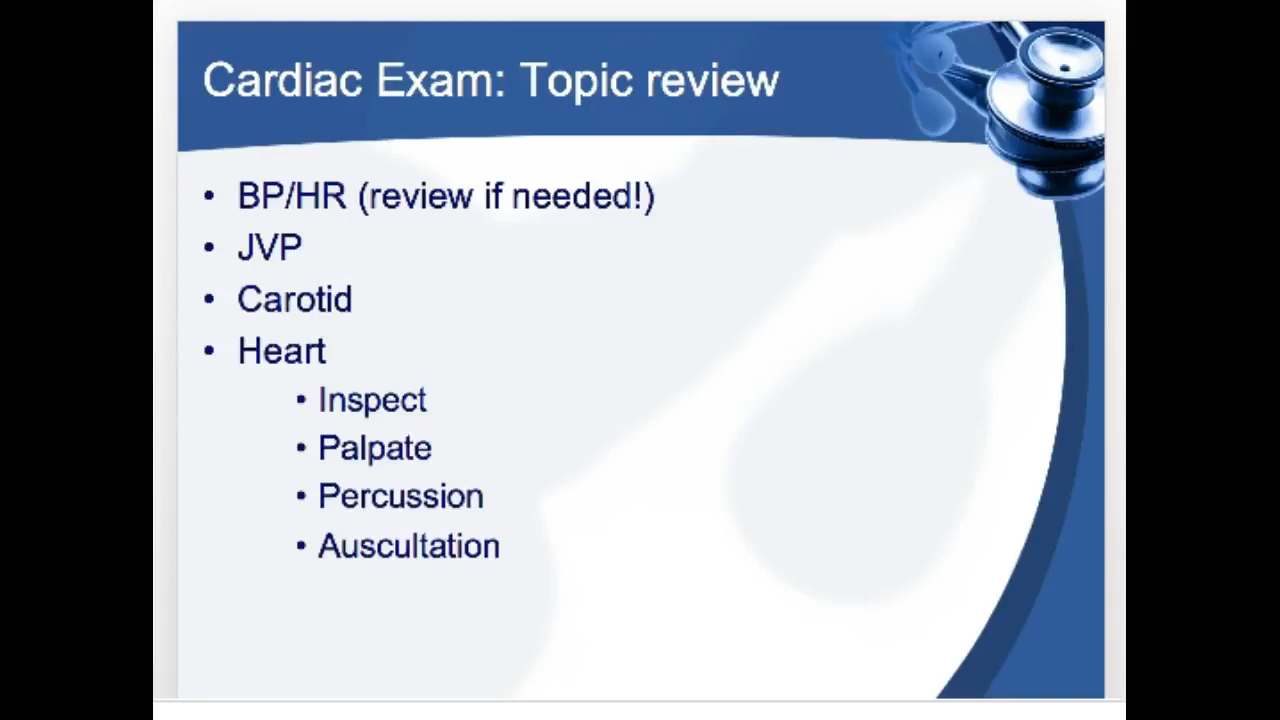 Cardiac Exam: Topic review
• BP/HR (review if needed!)
• JVP
• Carotid
• Heart
• Inspect
• Palpate
• Percussion
• Auscultation